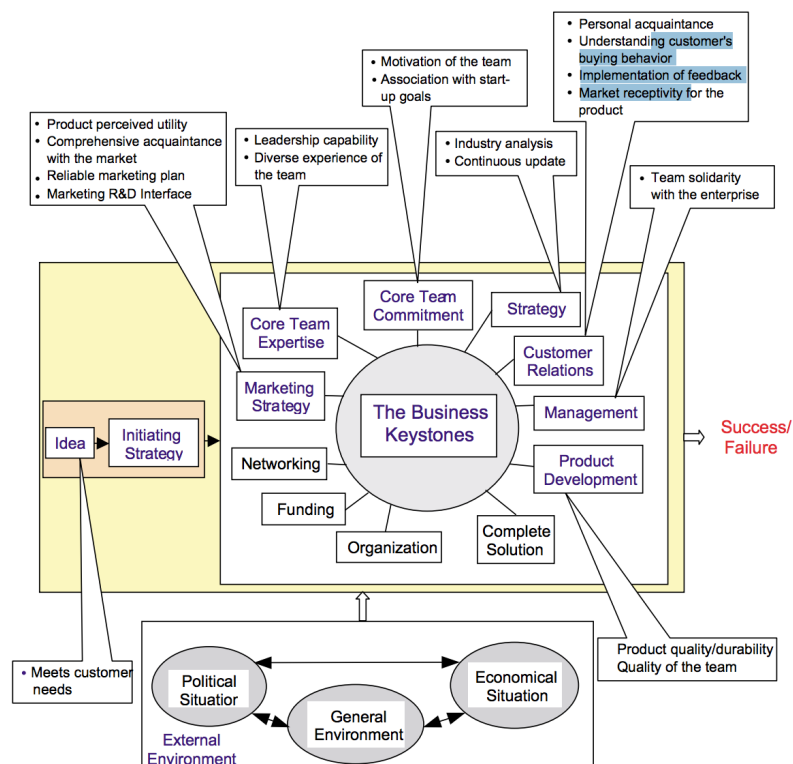 • Personal acquaintance
• Understanding customer's
buying behavior
• Implementation of feedback
• Market receptivity for the
product
• Motivation of the team
• Association with start-
up goals
• Product perceived utility
• Comprehensive acquaintance
with the market
• Reliable marketing plan
• Marketing R&D Interface
• Leadership capability
• Diverse experience of
the team
• Industry analysis
• Continuous update
• Team solidarity
with the enterprise
Core Team
Commitment
Strategy
Core Team
Expertise
Customer
Relations
Marketing
Strategy
The Business
Keystones
Management
Idea
Initiating
Strategy
Success/
Failure
Networking
Product
Development
Funding
Organization
Complete
Solution
• Meets customer
needs
Product quality/durability
Quality of the team
Political
Situatior
Economical
Situation
General
Environment
External
Environment